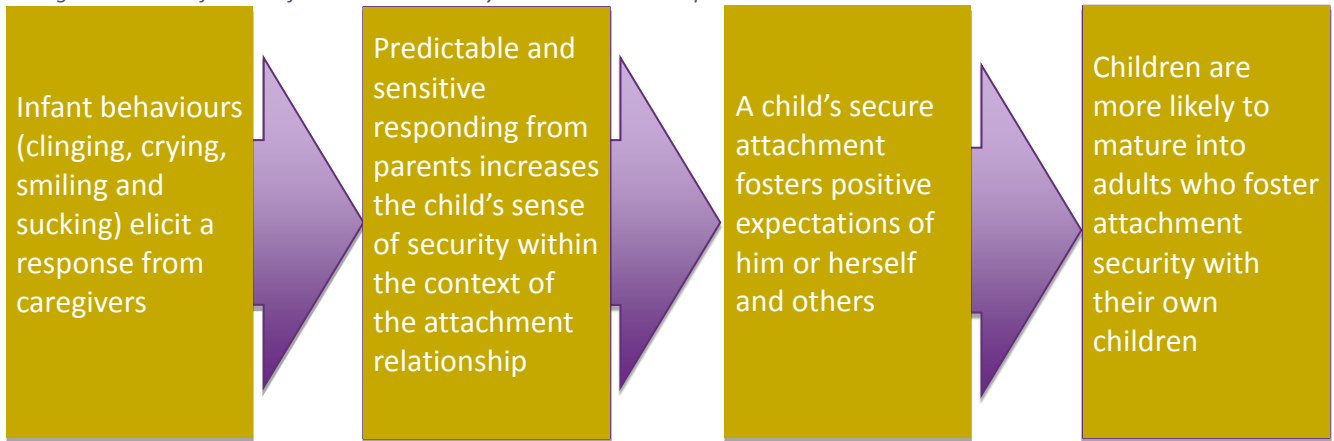 Infant behaviours
(clinging, crying,
smiling and
sucking) elicit a
response from
caregivers
Predictable and
sensitive
responding from
parents increases
the child’s sense
of security within
the context of
the attachment
relationship
A child’s secure
attachment
fosters positive
expectations of
him or herself
and others
Children are
more likely to
mature into
adults who foster
attachment
security with
their own
children